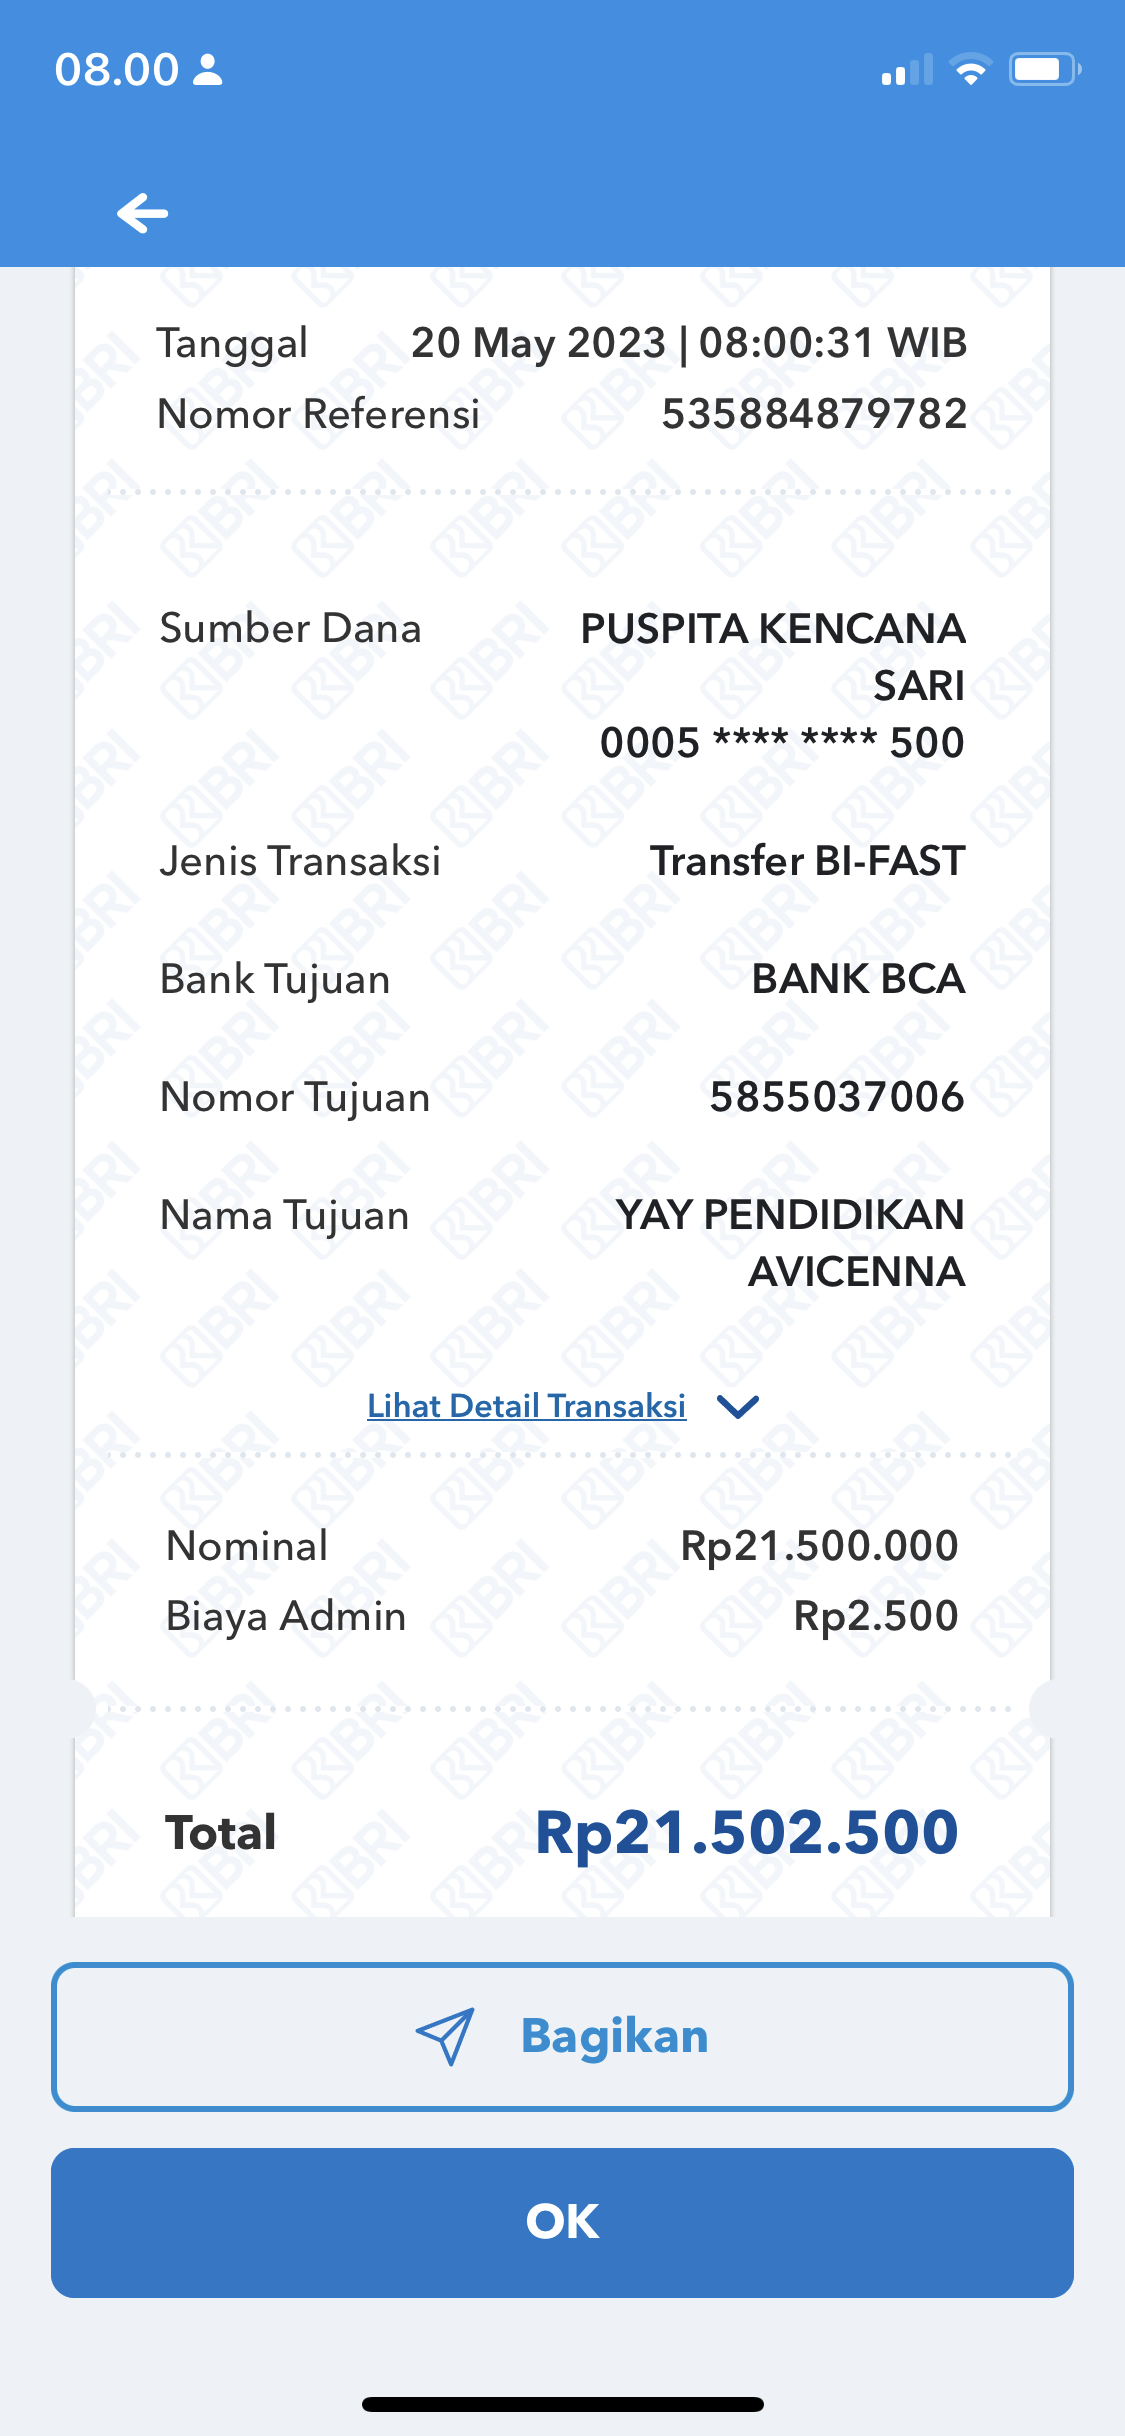 08.00
Tanggal 20 May 2023 | 08:00:31 WIB
Nomor Referensi 535884879782
Sumber Dana PUSPITA KENCANA
SARI
0005 **** **** 500
Jenis Transaksi Transfer BI-FAST
Bank Tujuan BANK BCA
Nomor Tujuan 5855037006
Nama Tujuan YAY PENDIDIKAN
AVICENNA
Lihat Detail Transaksi
Nominal Rp21.500.000
Biaya Admin Rp2.500
Total Rp21.502.500
Bagikan
OK